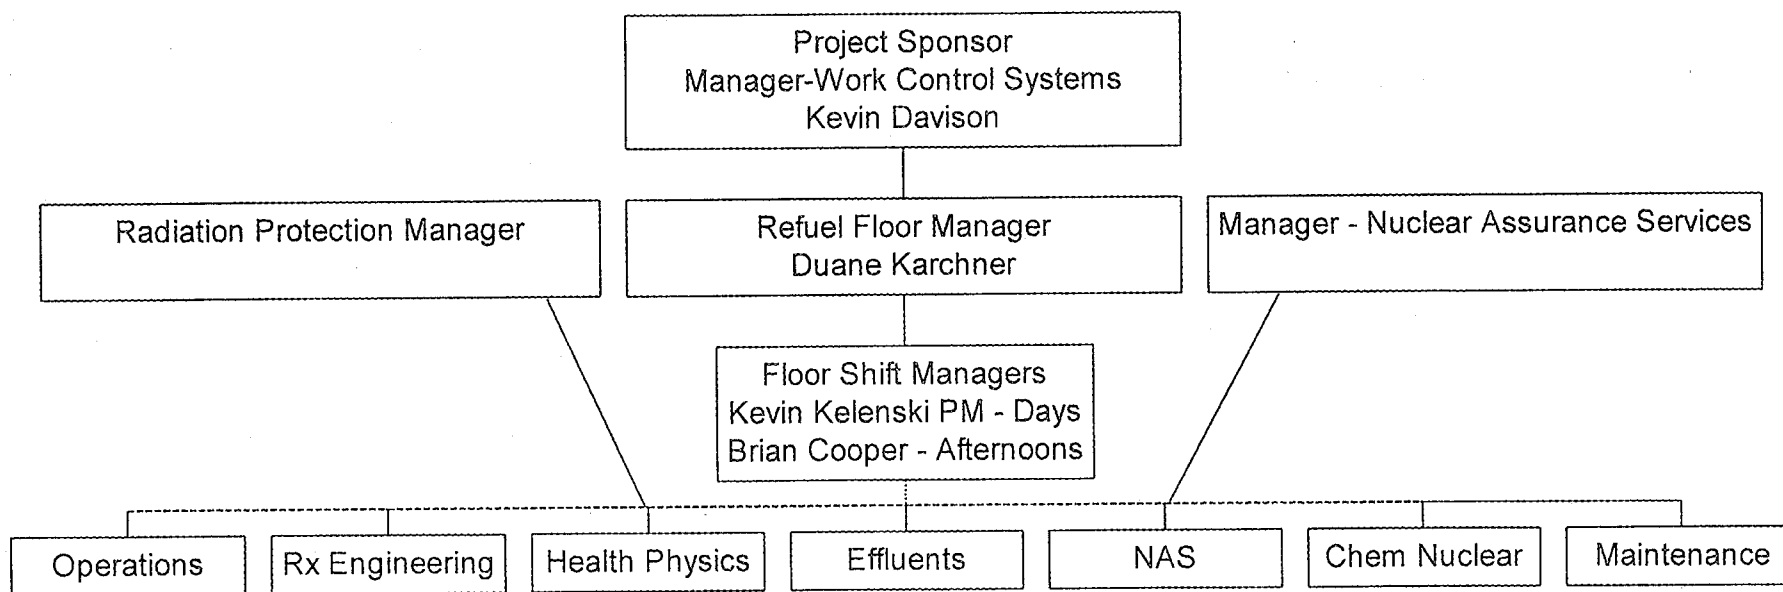 Project Sponsor
Manager-Work Control Systems
Kevin Davison
Radiation Protection Manager
Refuel Floor Manager
Duane Karchner
Manager - Nuclear Assurance Services
Floor Shift Managers
Kevin Kelenski PM - Days
Brian Cooper - Afternoons
Operations
Rx Engineering
Health Physics
Effluents
NAS
Chem Nuclear
Maintenance